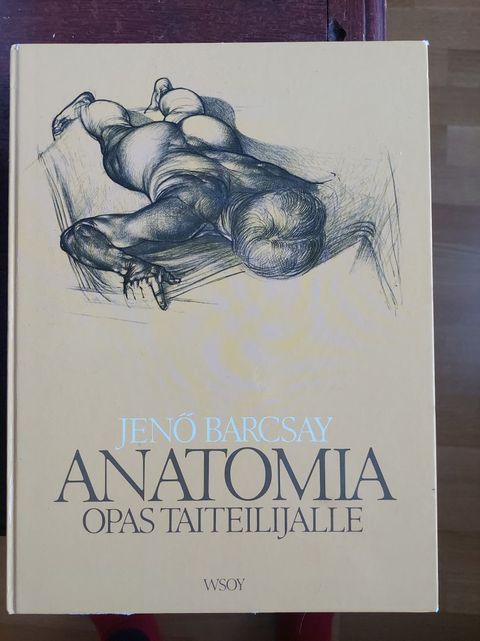 JENŐ BARCSAY
ANATOMIA
OPAS TAITEILIJALLE
WSOY